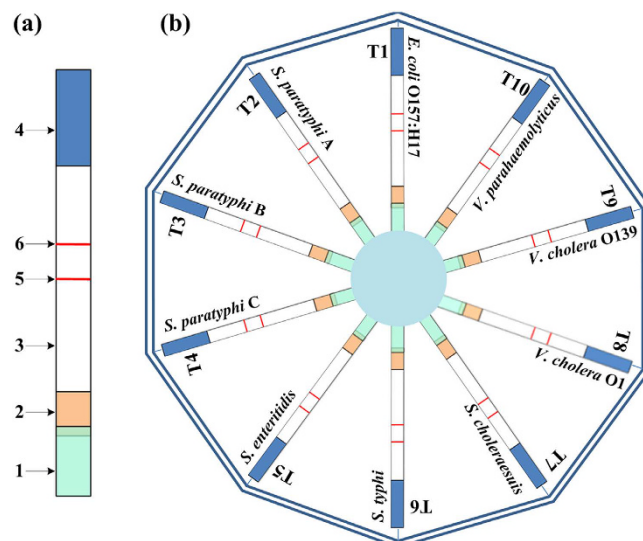 (a)
4
6
5
3
2
1
(b)
T1
E. coli O157:H17
T2
S. paratyphi A
T3
S. paratyphi B
T4
S. paratyphi C
T5
S. enteritidis
T6
S. typhi
T7
S. choleraesuis
T8
V. cholera O1
T9
V. cholera O139
T10
V. parahaemolyticus